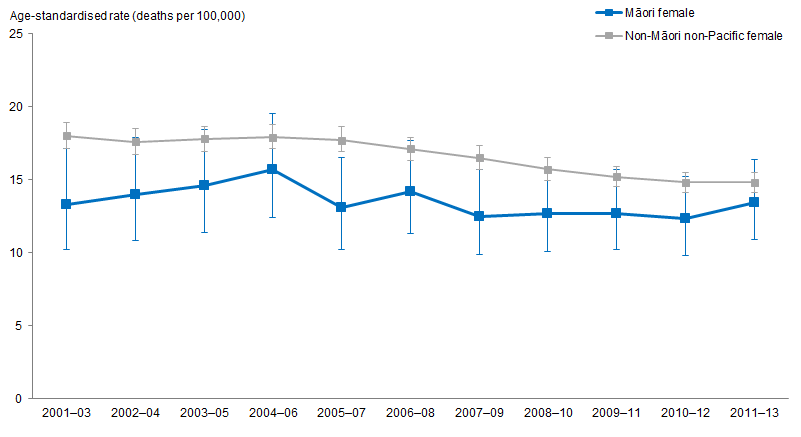 Age-standardised rate (deaths per 100,000)
Māori female
Non-Māori non-Pacific female
25
20
15
10
5
0
2001–03 2002–04 2003–05 2004–06 2005–07 2006–08 2007–09 2008–10 2009–11 2010–12 2011–13